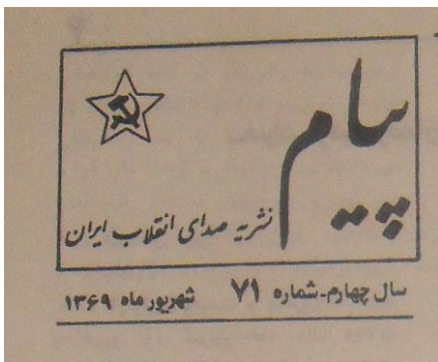 پیام
نشریه صدای انقلاب ایران
سال چهارم-شماره ۷۱ شهریور ماه ۱۳۶۹